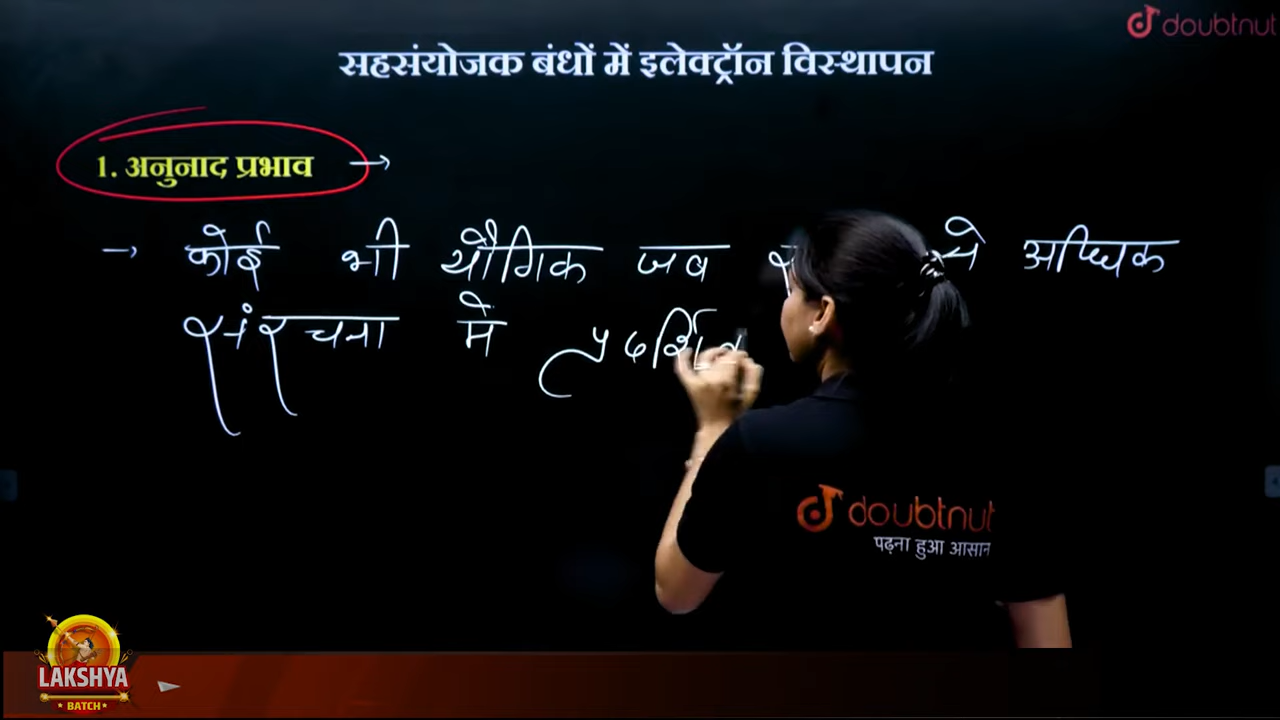 doubtnut
सहसंयोजक बंधों में इलेक्ट्रॉन विस्थापन
1. अनुनाद प्रभाव →
→ कोई भी यौगिक जब से अधिक
संरचना में
doubtnut
पढ़ना हुआ आसान
LAKSHYA
BATCH